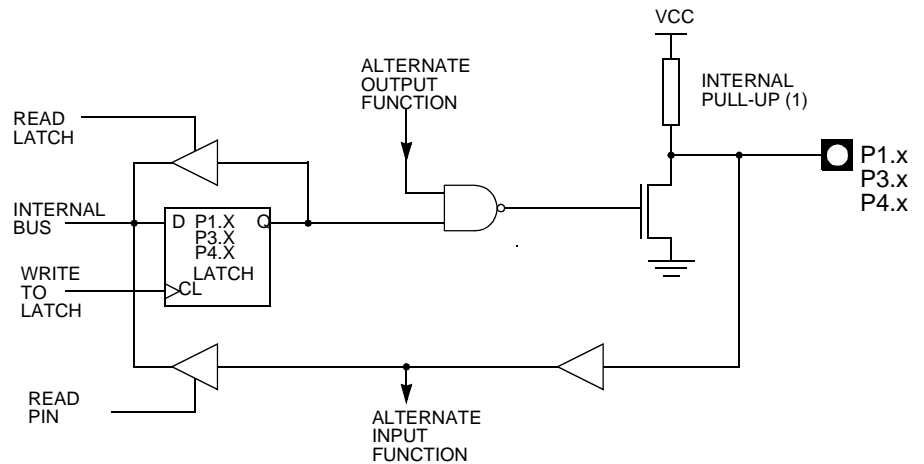 VCC
ALTERNATE
OUTPUT
FUNCTION
INTERNAL
PULL-UP (1)
READ
LATCH
P1.x
P3.x
P4.x
INTERNAL
BUS
D P1.X Q
P3.X
P4.X
LATCH
CL
WRITE
TO
LATCH
READ
PIN
ALTERNATE
INPUT
FUNCTION